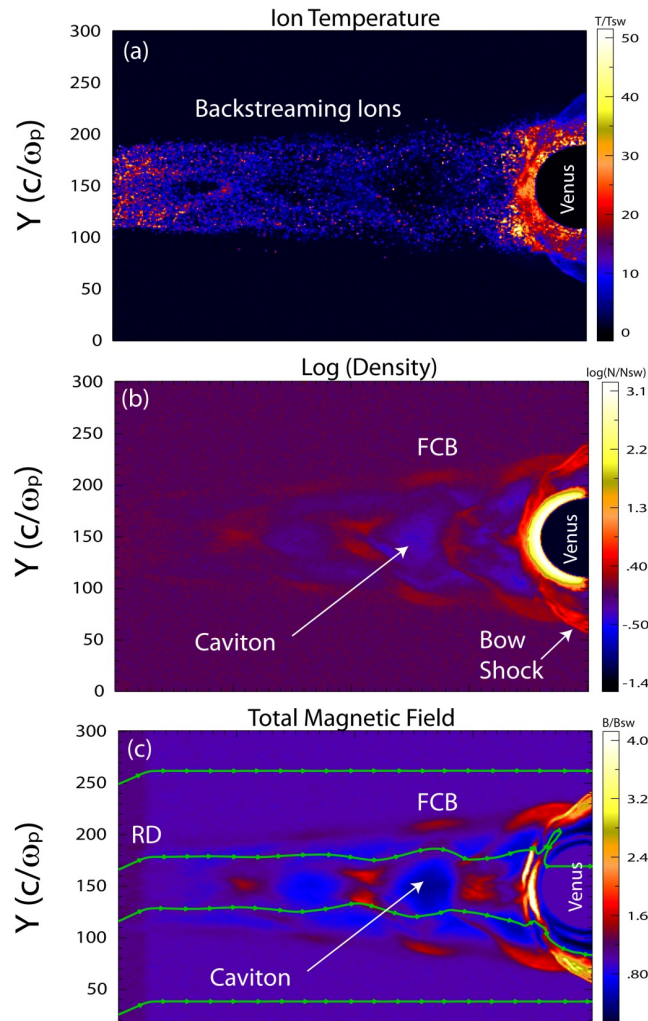 Ion Temperature
T/Tsw
(a)
Backstreaming Ions
Venus
Y (c/ωp)
300
250
200
150
100
50
0
50
40
30
20
10
0
Log (Density)
log(N/Nsw)
(b)
FCB
Venus
Caviton
Bow
Shock
Y (c/ωp)
300
250
200
150
100
50
0
3.1
2.2
1.3
.40
-.50
-1.4
Total Magnetic Field
B/Bsw
(c)
FCB
RD
Venus
Caviton
Y (c/ωp)
300
250
200
150
100
50
4.0
3.2
2.4
1.6
.80